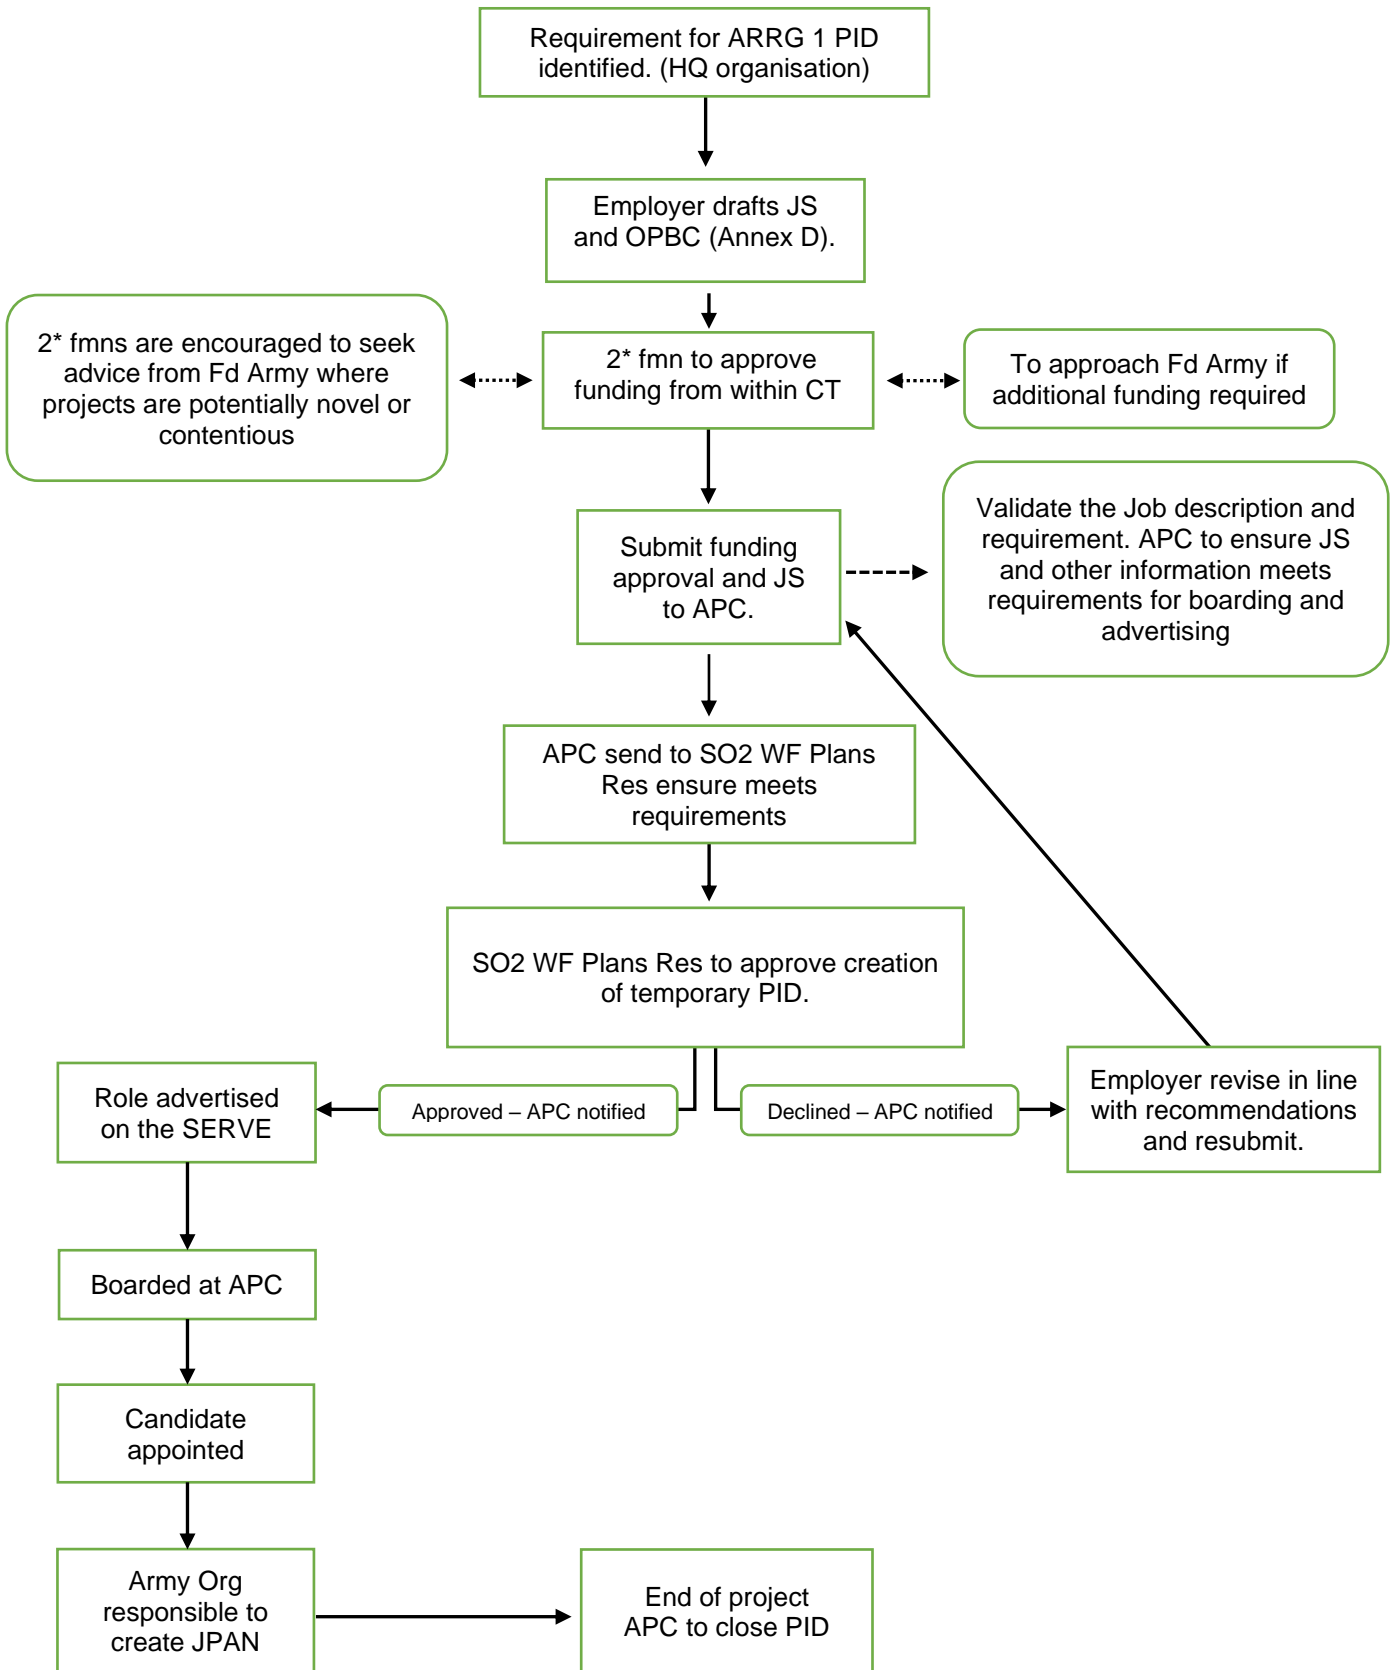 Requirement for ARRG 1 PID
identified. (HQ organisation)
Employer drafts JS
and OPBC (Annex D).
2* fmns are encouraged to seek
advice from Fd Army where
projects are potentially novel or
contentious
2* fmn to approve
funding from within CT
To approach Fd Army if
additional funding required
Submit funding
approval and JS
to APC.
Validate the Job description and
requirement. APC to ensure JS
and other information meets
requirements for boarding and
advertising
APC send to SO2 WF Plans
Res ensure meets
requirements
SO2 WF Plans Res to approve creation
of temporary PID.
Approved – APC notified
Declined – APC notified
Role advertised
on the SERVE
Employer revise in line
with recommendations
and resubmit.
Boarded at APC
Candidate
appointed
Army Org
responsible to
create JPAN
End of project
APC to close PID